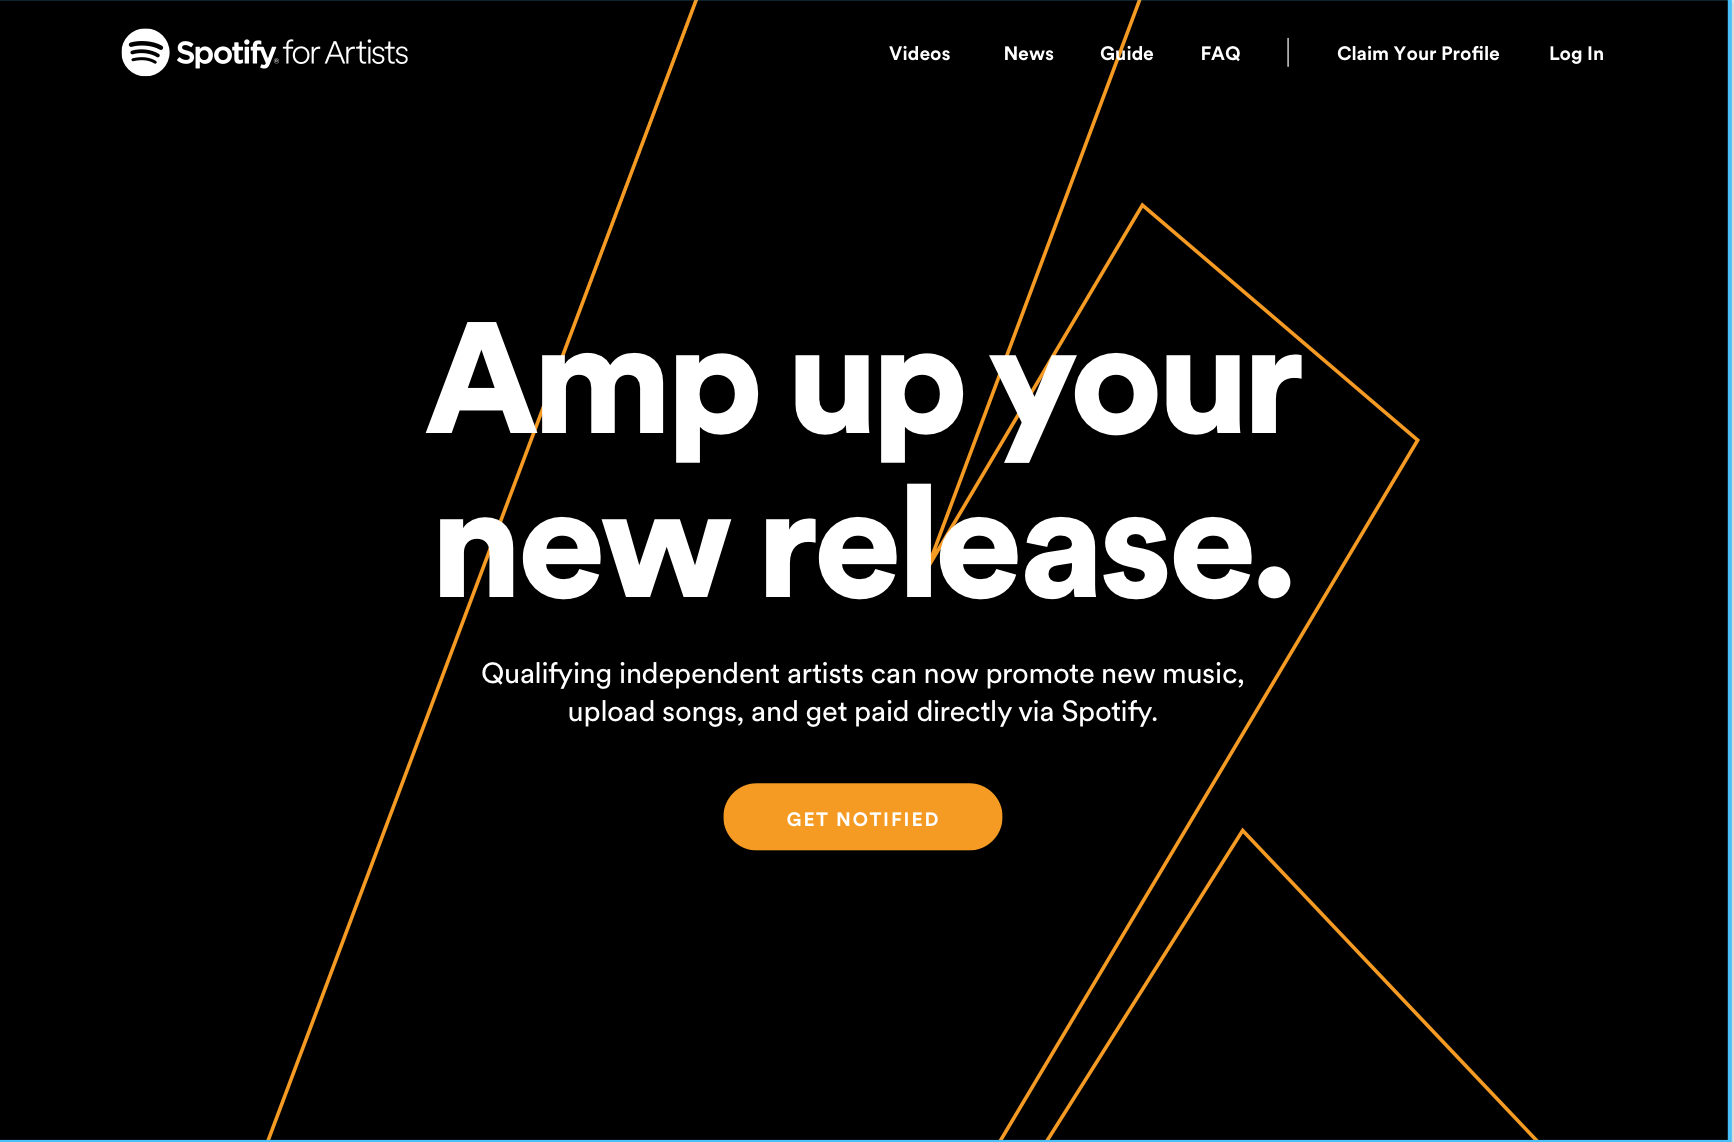 Spotify® for Artists
Videos News Guide FAQ Claim Your Profile Log In
Amp up your
new release.
Qualifying independent artists can now promote new music,
upload songs, and get paid directly via Spotify.
GET NOTIFIED